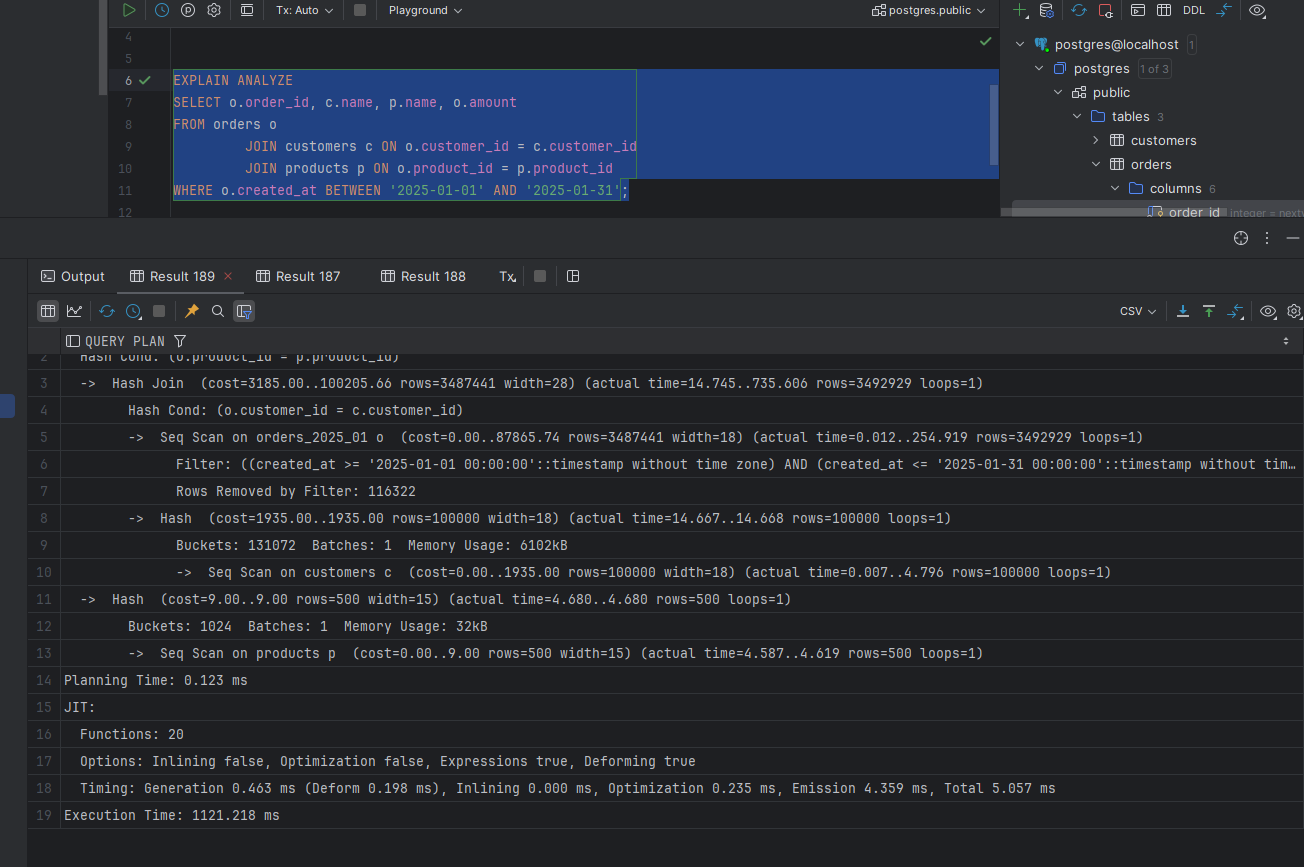 Tx: Auto
Playground
postgres.public
DDL
4
5
6 EXPLAIN ANALYZE
7 SELECT o.order_id, c.name, p.name, o.amount
8 FROM orders o
9 JOIN customers c ON o.customer_id = c.customer_id
10 JOIN products p ON o.product_id = p.product_id
11 WHERE o.created_at BETWEEN '2025-01-01' AND '2025-01-31';
12
postgres@localhost 1
postgres 1 of 3
public
tables 3
customers
orders
columns 6
order_id integer = nextv
Output
Result 189
Result 187
Result 188
Tx
CSV
QUERY PLAN
2 Hash Cond: (o.product_id = p.product_id)
3 -> Hash Join (cost=3185.00..100205.66 rows=3487441 width=28) (actual time=14.745..735.606 rows=3492929 loops=1)
4 Hash Cond: (o.customer_id = c.customer_id)
5 -> Seq Scan on orders_2025_01 o (cost=0.00..87865.74 rows=3487441 width=18) (actual time=0.012..254.919 rows=3492929 loops=1)
6 Filter: ((created_at >= '2025-01-01 00:00:00'::timestamp without time zone) AND (created_at <= '2025-01-31 00:00:00'::timestamp without tim…
7 Rows Removed by Filter: 116322
8 -> Hash (cost=1935.00..1935.00 rows=100000 width=18) (actual time=14.667..14.668 rows=100000 loops=1)
9 Buckets: 131072 Batches: 1 Memory Usage: 6102kB
10 -> Seq Scan on customers c (cost=0.00..1935.00 rows=100000 width=18) (actual time=0.007..4.796 rows=100000 loops=1)
11 -> Hash (cost=9.00..9.00 rows=500 width=15) (actual time=4.680..4.680 rows=500 loops=1)
12 Buckets: 1024 Batches: 1 Memory Usage: 32kB
13 -> Seq Scan on products p (cost=0.00..9.00 rows=500 width=15) (actual time=4.587..4.619 rows=500 loops=1)
14 Planning Time: 0.123 ms
15 JIT:
16 Functions: 20
17 Options: Inlining false, Optimization false, Expressions true, Deforming true
18 Timing: Generation 0.463 ms (Deform 0.198 ms), Inlining 0.000 ms, Optimization 0.235 ms, Emission 4.359 ms, Total 5.057 ms
19 Execution Time: 1121.218 ms